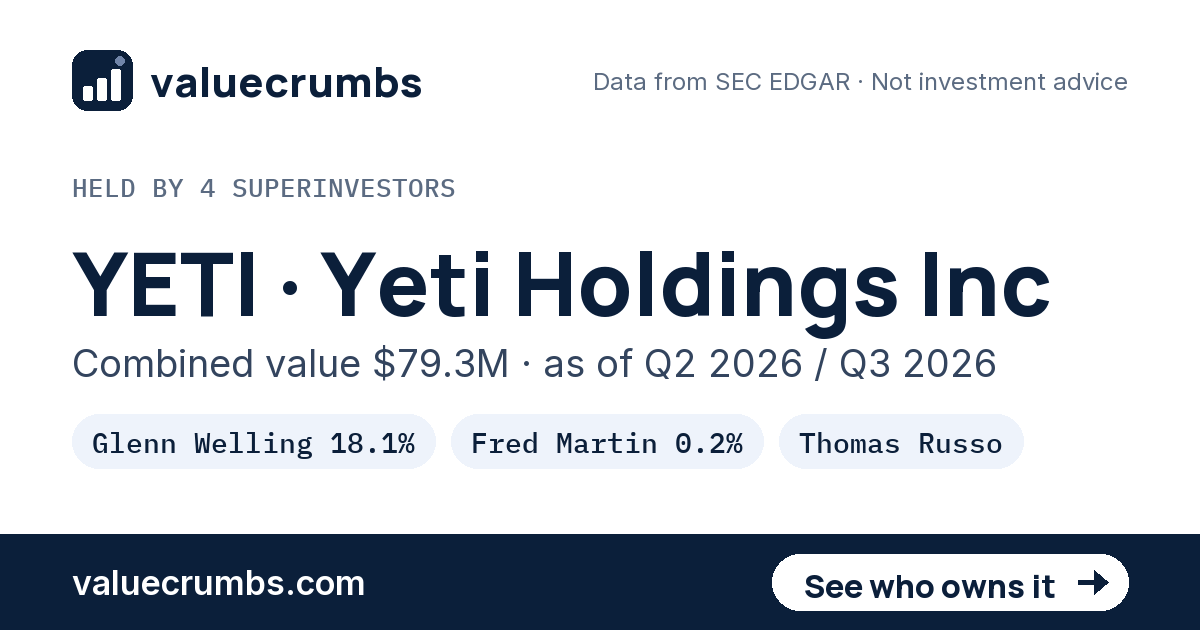 valuecrumbs
Data from SEC EDGAR · Not investment advice
HELD BY 4 SUPERINVESTORS
YETI · Yeti Holdings Inc
Combined value $79.3M · as of Q2 2026 / Q3 2026
Glenn Welling 18.1% Fred Martin 0.2% Thomas Russo
valuecrumbs.com
See who owns it →